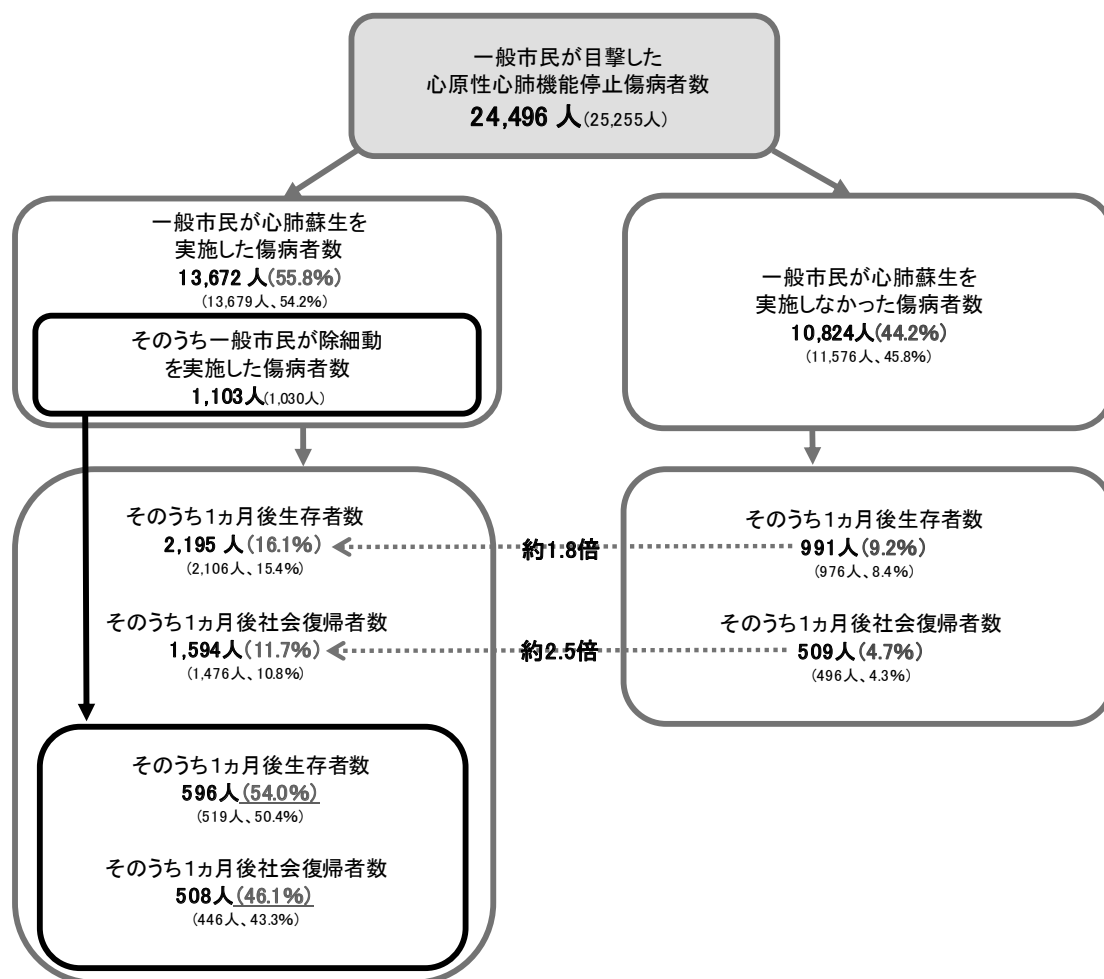 一般市民が目撃した
心原性心肺機能停止傷病者数
24,496 人(25,255人)
一般市民が心肺蘇生を
実施した傷病者数
13,672 人(55.8%)
(13,679人、54.2%)
そのうち一般市民が除細動
を実施した傷病者数
1,103人(1,030人)
一般市民が心肺蘇生を
実施しなかった傷病者数
10,824人(44.2%)
(11,576人、45.8%)
そのうち1ヵ月後生存者数
2,195 人(16.1%)
(2,106人、15.4%)
約1.8倍
そのうち1ヵ月後生存者数
991人(9.2%)
(976人、8.4%)
そのうち1ヵ月後社会復帰者数
1,594人(11.7%)
(1,476人、10.8%)
約2.5倍
そのうち1ヵ月後社会復帰者数
509人(4.7%)
(496人、4.3%)
そのうち1ヵ月後生存者数
596人(54.0%)
(519人、50.4%)
そのうち1ヵ月後社会復帰者数
508人(46.1%)
(446人、43.3%)